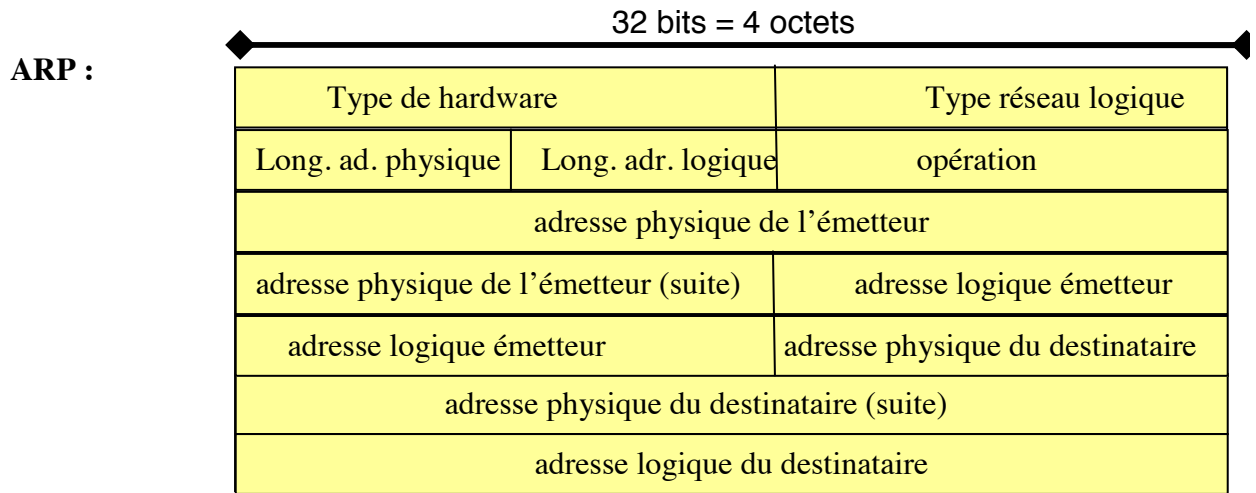 32 bits = 4 octets
ARP :
Type de hardware Type réseau logique
Long. ad. physique Long. adr. logique opération
adresse physique de l’émetteur
adresse physique de l’émetteur (suite) adresse logique émetteur
adresse logique émetteur adresse physique du destinataire
adresse physique du destinataire (suite)
adresse logique du destinataire